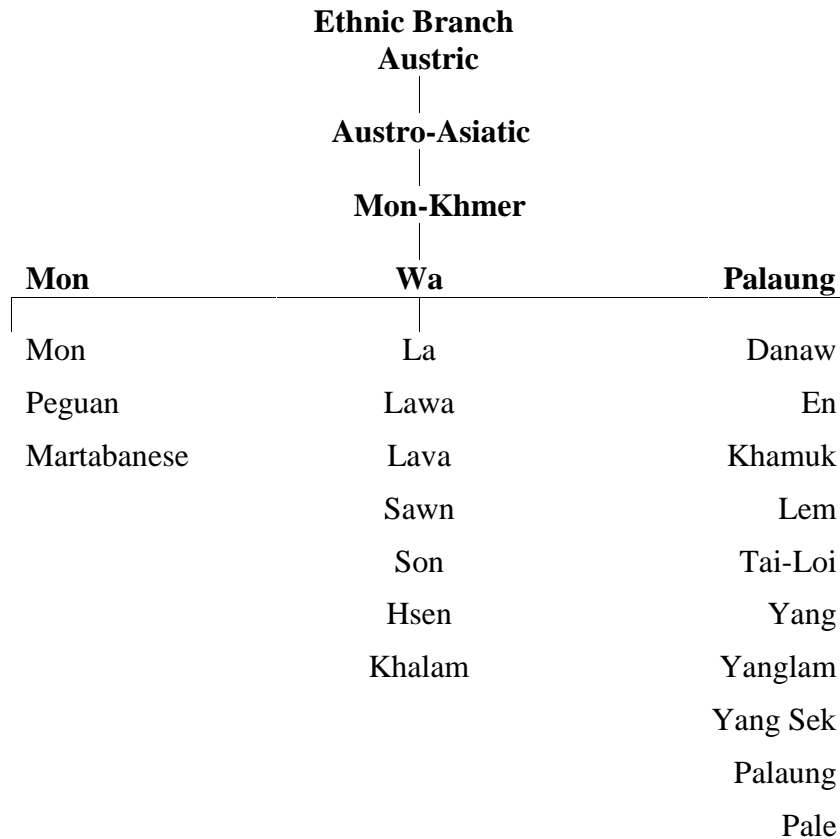 Ethnic Branch
Austric
Austro-Asiatic
Mon-Khmer
Mon Wa Palaung
Mon La Danaw
Peguan Lawa En
Martabanese Lava Khamuk
Sawn Lem
Son Tai-Loi
Hsen Yang
Khalam Yanglam
Yang Sek
Palaung
Pale